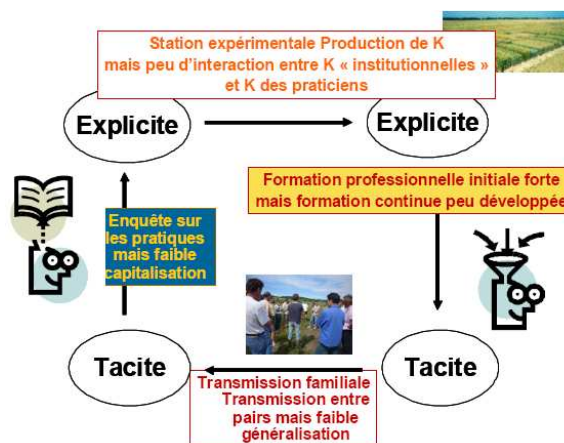 Station expérimentale Production de K
mais peu d'interaction entre K « institutionnelles »
et K des praticiens
Explicite
Explicite
Formation professionnelle initiale forte
mais formation continue peu développée
Enquête sur
les pratiques
mais faible
capitalisation
Tacite
Tacite
Transmission familiale
Transmission entre
pairs mais faible
généralisation